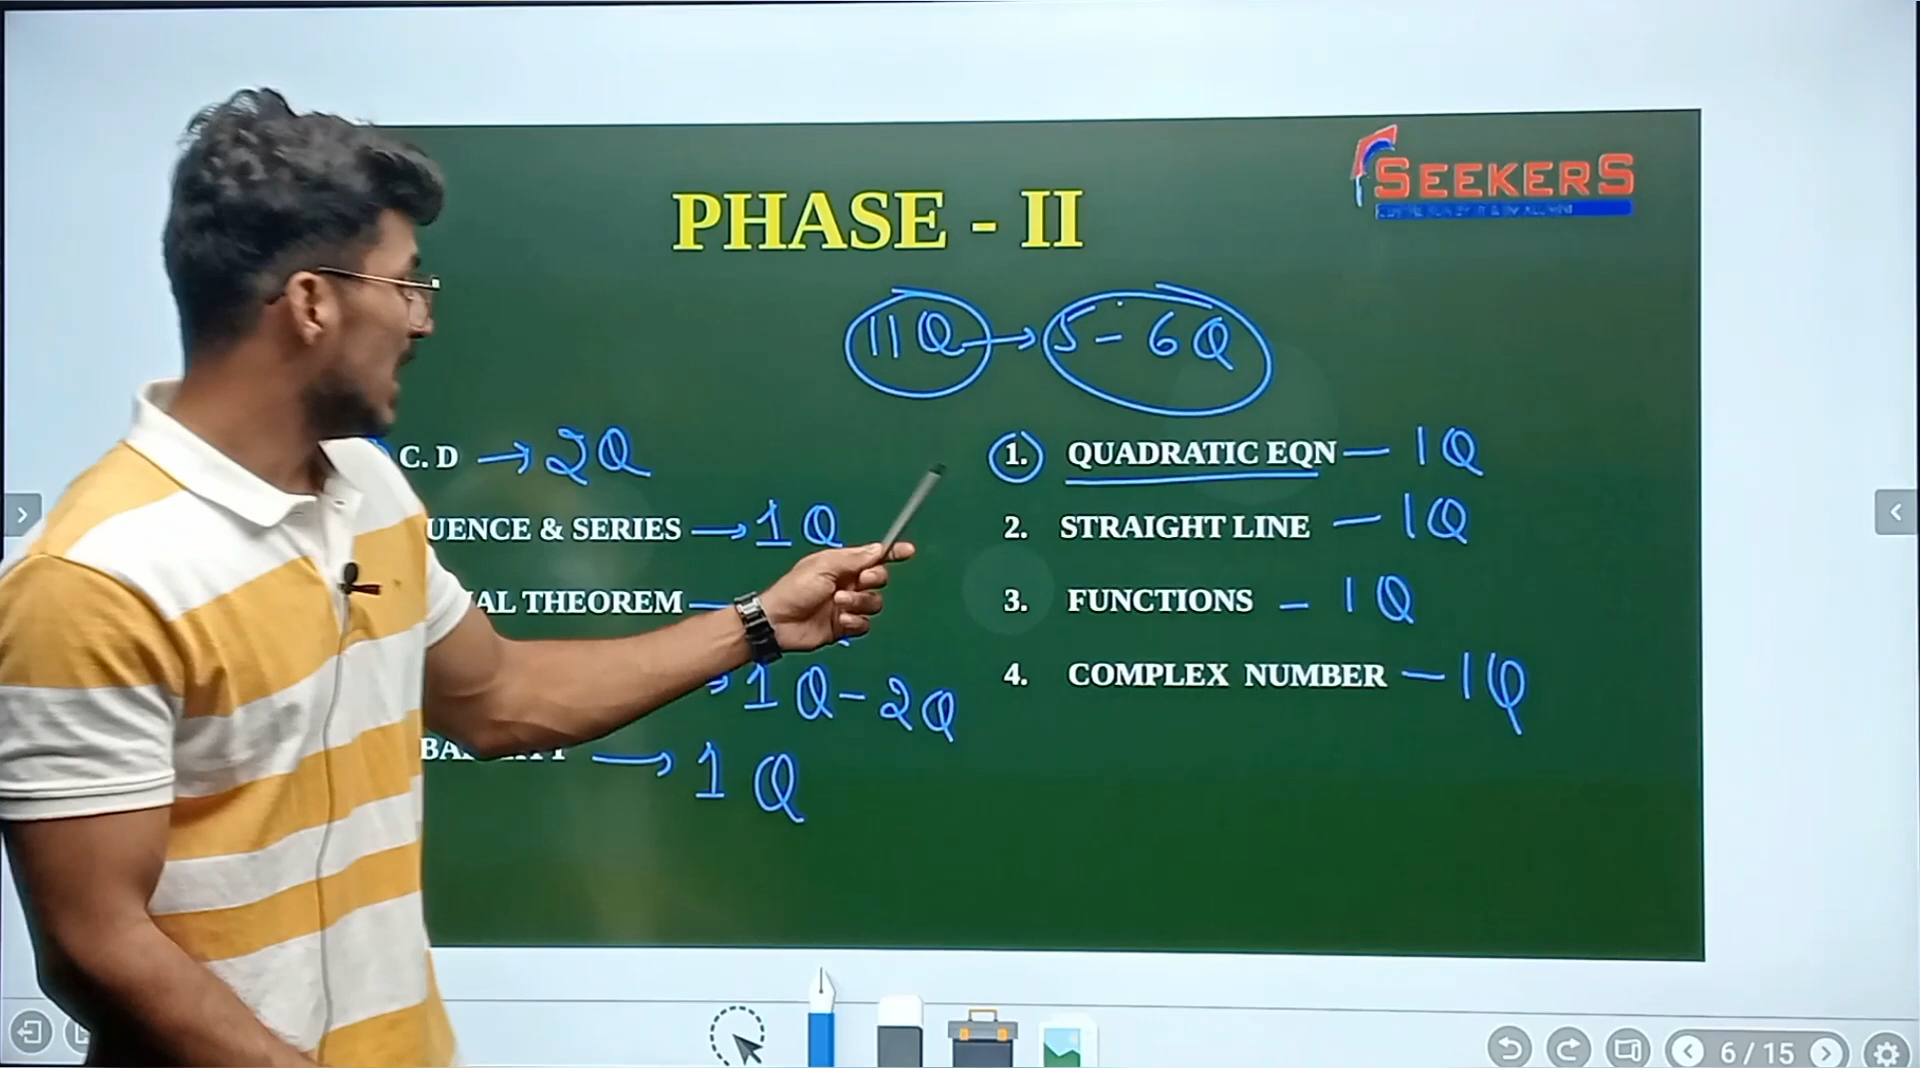 SEEKERS
PHASE - II
11Q → 5 - 6Q
C. D → 2Q
UENCE & SERIES → 1Q
AL THEOREM —
→ 1Q - 2Q
→ 1Q
1. QUADRATIC EQN — 1Q
2. STRAIGHT LINE — 1Q
3. FUNCTIONS — 1Q
4. COMPLEX NUMBER — 1Q
6 / 15